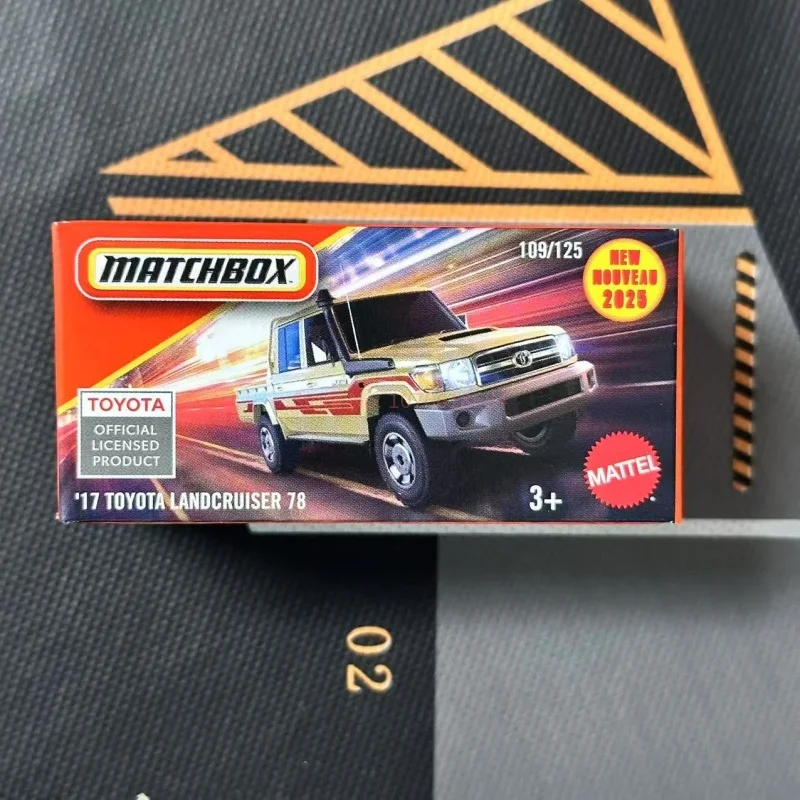 MATCHBOX
109/125
NEW
NOUVEAU
2025
TOYOTA
OFFICIAL
LICENSED
PRODUCT
'17 TOYOTA LANDCRUISER 78
3+
MATTEL
02